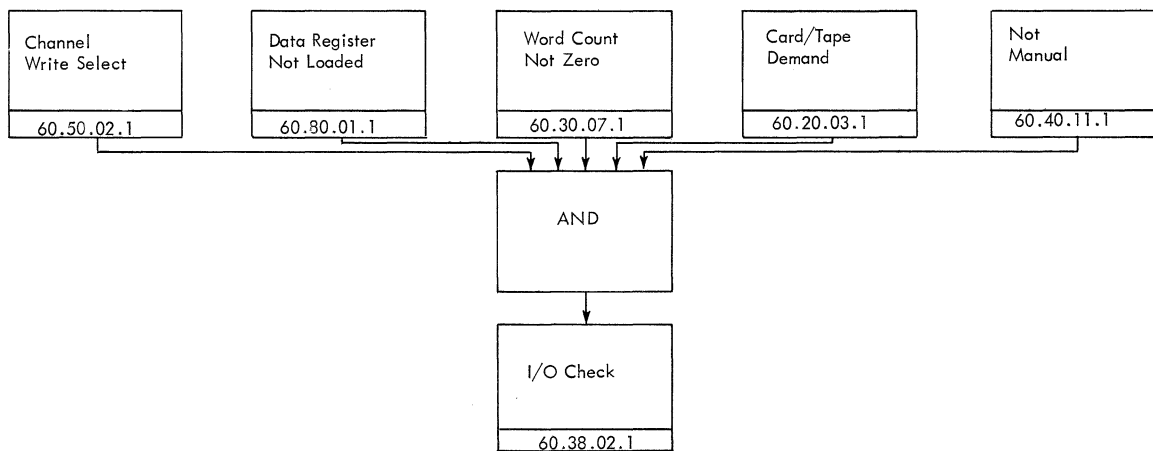 Channel
Write Select
60.50.02.1
Data Register
Not Loaded
60.80.01.1
Word Count
Not Zero
60.30.07.1
Card/Tape
Demand
60.20.03.1
Not
Manual
60.40.11.1
AND
I/O Check
60.38.02.1